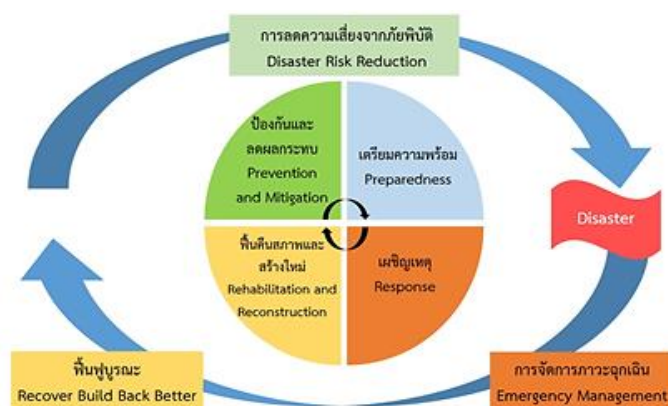 การลดความเสี่ยงจากภัยพิบัติ
Disaster Risk Reduction
ป้องกันและ
ลดผลกระทบ
Prevention
and Mitigation
เตรียมความพร้อม
Preparedness
Disaster
ฟื้นคืนสภาพและ
สร้างใหม่
Rehabilitation and
Reconstruction
เผชิญเหตุ
Response
ฟื้นฟูบูรณะ
Recover Build Back Better
การจัดการภาวะฉุกเฉิน
Emergency Management